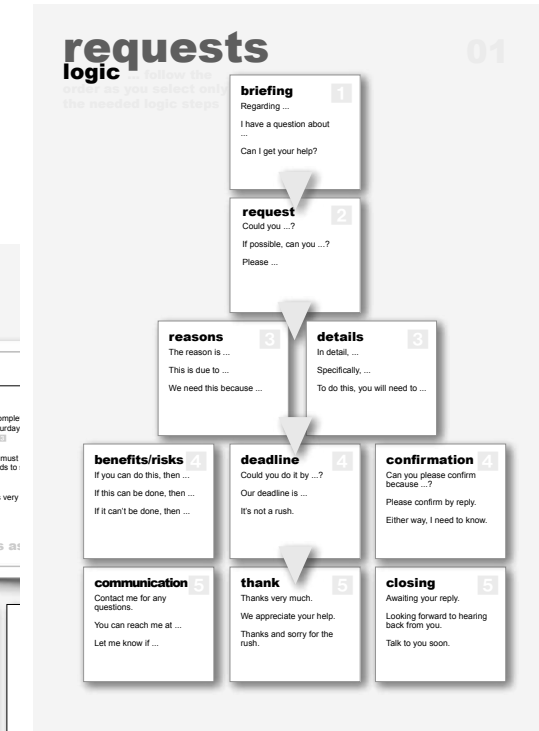 requests
01
logic ... follow the
order as you select only
the needed logic steps
briefing
1
Regarding ...
I have a question about
...
Can I get your help?
request
2
Could you ...?
If possible, can you ...?
Please ...
reasons
3
The reason is ...
This is due to ...
We need this because ...
details
3
In detail, ...
Specifically, ...
To do this, you will need to ...
benefits/risks
4
If you can do this, then ...
If this can be done, then ...
If it can't be done, then ...
deadline
4
Could you do it by ...?
Our deadline is ...
It's not a rush.
confirmation
4
Can you please confirm
because ...?
Please confirm by reply.
Either way, I need to know.
communication
5
Contact me for any
questions.
You can reach me at ...
Let me know if ...
thank
5
Thanks very much.
We appreciate your help.
Thanks and sorry for the
rush.
closing
5
Awaiting your reply.
Looking forward to hearing
back from you.
Talk to you soon.
must
very